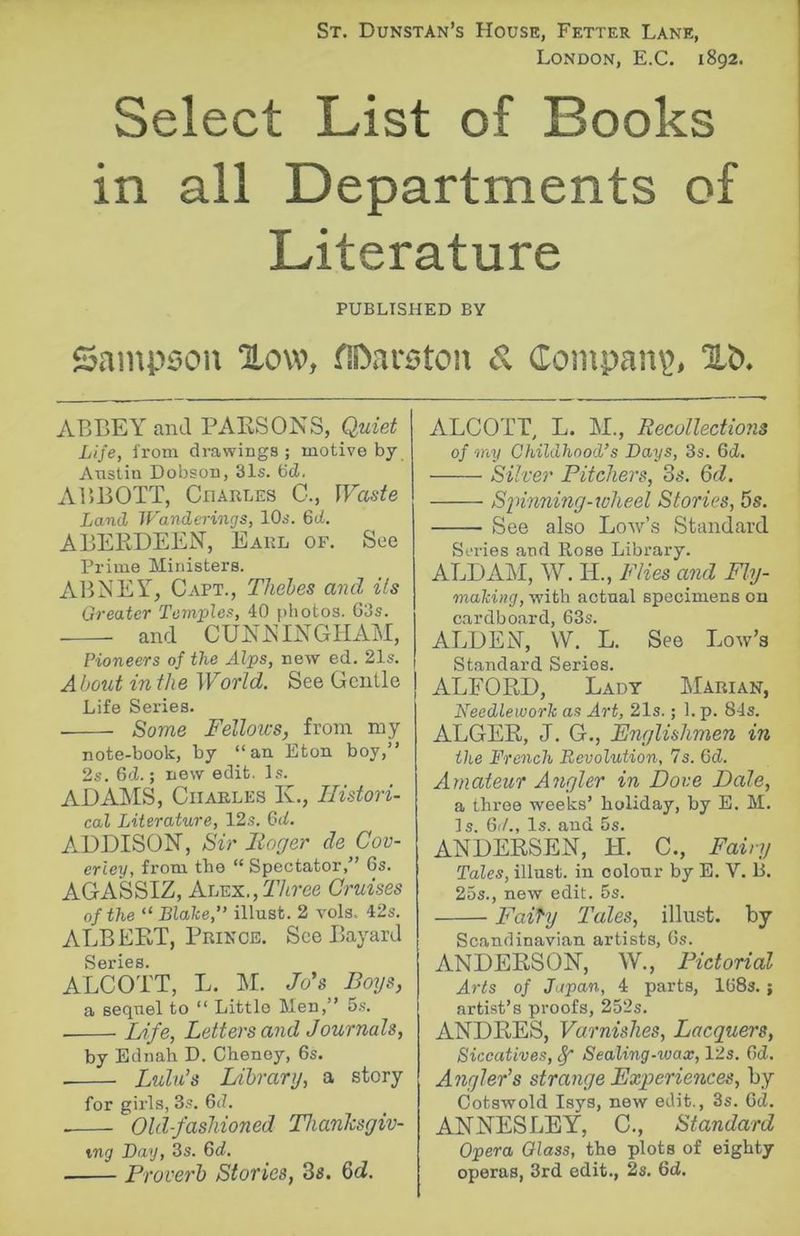 St. Dunstan's House, Fetter Lane,
London, E.C. 1892.
Select List of Books
in all Departments of
Literature
PUBLISHED BY
Sampson Low, Marston & Company, Ld.
ABBEY and PARSONS, Quiet
Life, from drawings ; motive by
Austin Dobson, 31s. 6d.
ABBOTT, Charles C., Waste
Land Wanderings, 10s. 6d.
ABERDEEN, Earl of. See
Prime Ministers.
ABNEY, Capt., Thebes and its
Greater Temples, 40 photos. 63s.
—— and CUNNINGHAM,
Pioneers of the Alps, new ed. 21s.
About in the World. See Gentle
Life Series.
—— Some Fellows, from my
note-book, by "an Eton boy,"
2s. 6d. ; new edit. 1s.
ADAMS, Charles K., Histori-
cal Literature, 12s. 6d.
ADDISON, Sir Roger de Cov-
erley, from the "Spectator," 6s.
AGASSIZ, Alex., Three Cruises
of the "Blake," illust. 2 vols. 42s.
ALBERT, Prince. See Bayard
Series.
ALCOTT, L. M. Jo's Boys,
a sequel to "Little Men," 5s.
—— Life, Letters and Journals,
by Ednah D. Cheney, 6s.
—— Lulu's Library, a story
for girls, 3s. 6d.
—— Old-fashioned Thanksgiv-
ing Day, 3s. 6d.
—— Proverb Stories, 3s. 6d.
ALCOTT, L. M., Recollections
of my Childhood's Days, 3s. 6d.
—— Silver Pitchers, 3s. 6d.
—— Spinning-wheel Stories, 5s.
—— See also Low's Standard
Series and Rose Library.
ALDAM, W. H., Flies and Fly-
making, with actual specimens on
cardboard, 63s.
ALDEN, W. L. See Low's
Standard Series.
ALFORD, Lady Marian,
Needlework as Art, 21s. ; l. p. 84s.
ALGER, J. G., Englishmen in
the French Revolution, 7s. 6d.
Amateur Angler in Dove Dale,
a three weeks' holiday, by E. M.
1s. 6d., 1s. and 5s.
ANDERSEN, H. C., Fairy
Tales, illust. in colour by E. V. B.
25s., new edit. 5s.
—— Fairy Tales, illust. by
Scandinavian artists, 6s.
ANDERSON, W., Pictorial
Arts of Japan, 4 parts, 168s. ;
artist's proofs, 252s.
ANDRES, Varnishes, Lacquers,
Siccatives, & Sealing-wax, 12s. 6d.
Angler's strange Experiences, by
Cotswold Isys, new edit., 3s. 6d.
ANNESLEY, C., Standard
Opera Glass, the plots of eighty
operas, 3rd edit., 2s. 6d.